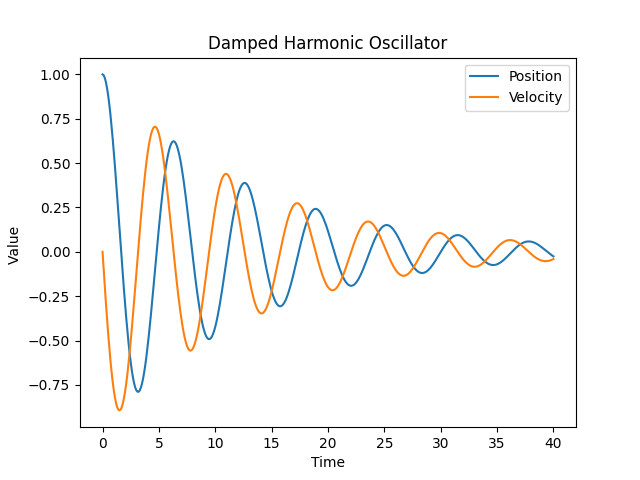 Damped Harmonic Oscillator
Position
Velocity
1.00
0.75
0.50
0.25
0.00
−0.25
−0.50
−0.75
Value
0 5 10 15 20 25 30 35 40
Time